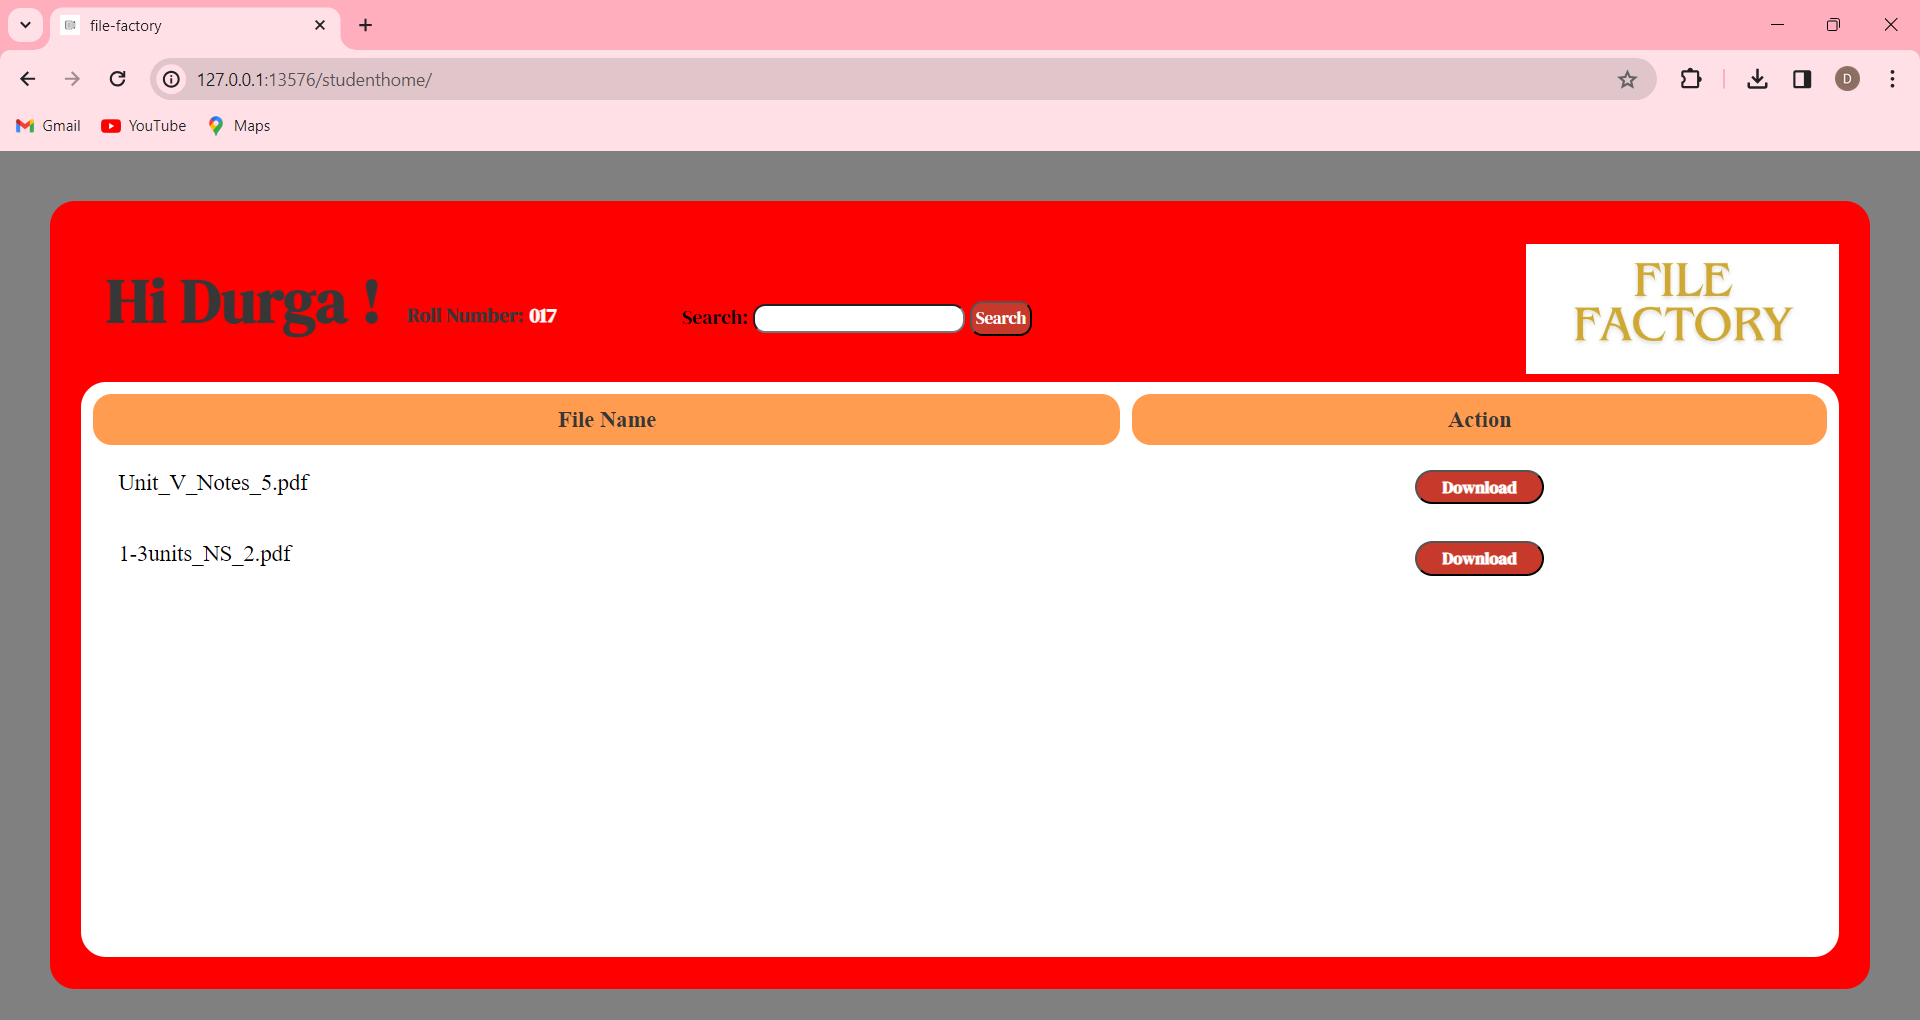 file-factory
127.0.0.1:13576/studenthome/
D
Gmail YouTube Maps
Hi Durga ! Roll Number: 017 Search: Search
FILE
FACTORY
File Name Action
Unit_V_Notes_5.pdf Download
1-3units_NS_2.pdf Download